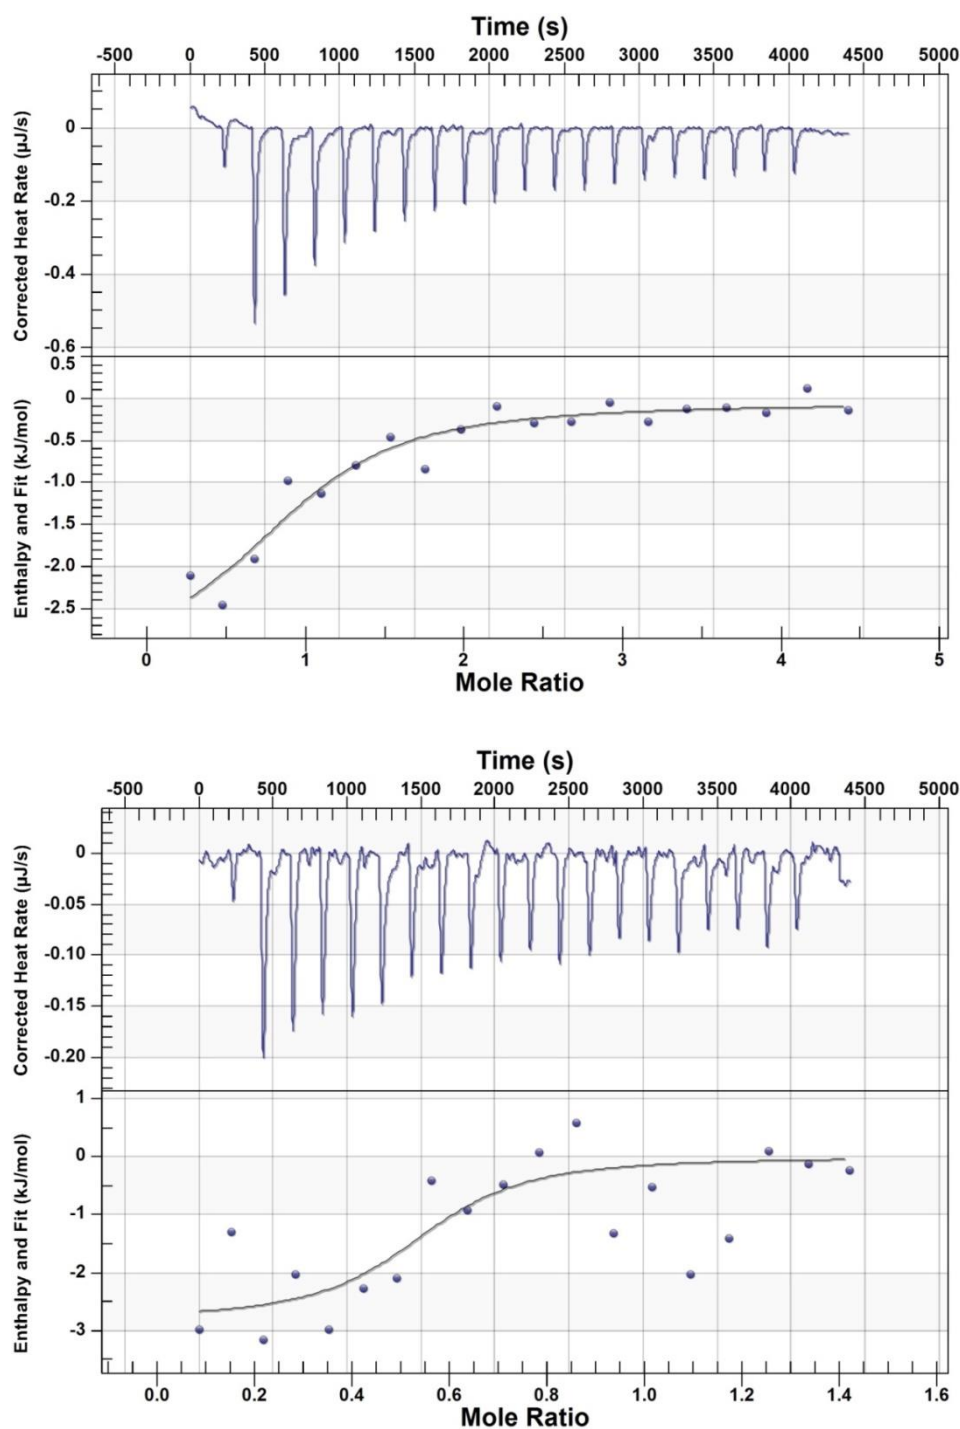 Time (s)
-500 0 500 1000 1500 2000 2500 3000 3500 4000 4500 5000
Corrected Heat Rate (µJ/s)
0
-0.2
-0.4
-0.6
Enthalpy and Fit (kJ/mol)
0.5
0
-0.5
-1.0
-1.5
-2.0
-2.5
0 1 2 3 4 5
Mole Ratio
Time (s)
-500 0 500 1000 1500 2000 2500 3000 3500 4000 4500 5000
Corrected Heat Rate (µJ/s)
0
-0.05
-0.10
-0.15
-0.20
Enthalpy and Fit (kJ/mol)
1
0
-1
-2
-3
0.0 0.2 0.4 0.6 0.8 1.0 1.2 1.4 1.6
Mole Ratio